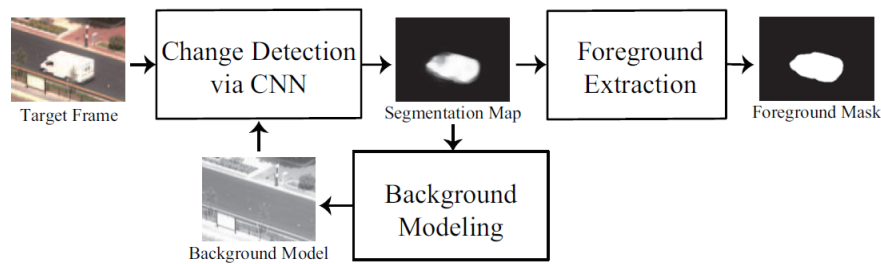 Change Detection
via CNN
Foreground
Extraction
Target Frame
Segmentation Map
Foreground Mask
Background
Modeling
Background Model